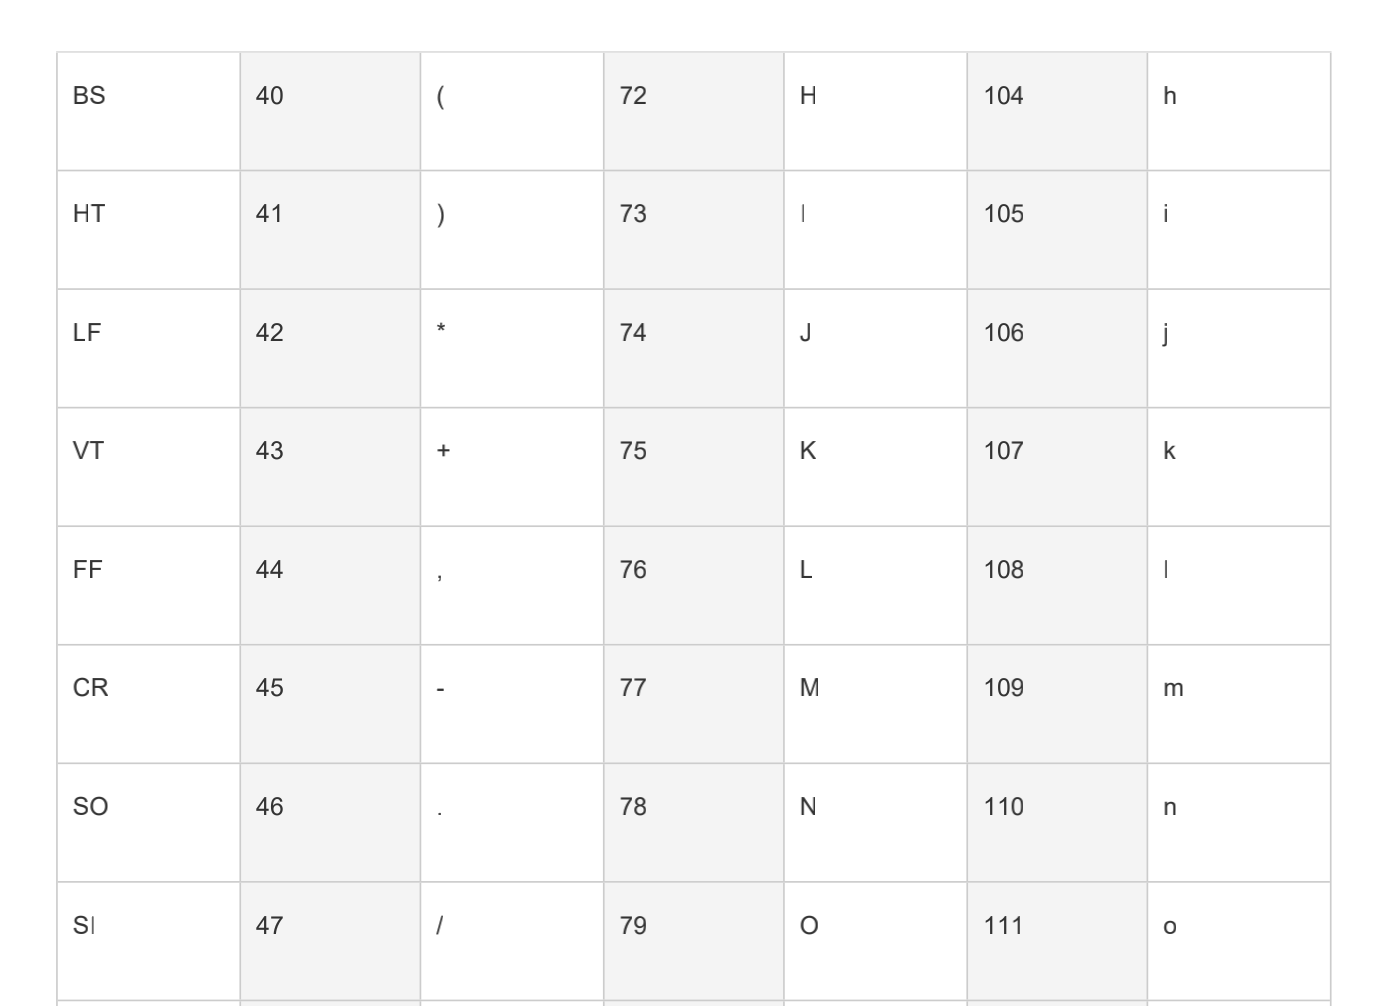 BS 40 ( 72 H 104 h
HT 41 ) 73 I 105 i
LF 42 * 74 J 106 j
VT 43 + 75 K 107 k
FF 44 , 76 L 108 l
CR 45 - 77 M 109 m
SO 46 . 78 N 110 n
SI 47 / 79 O 111 o